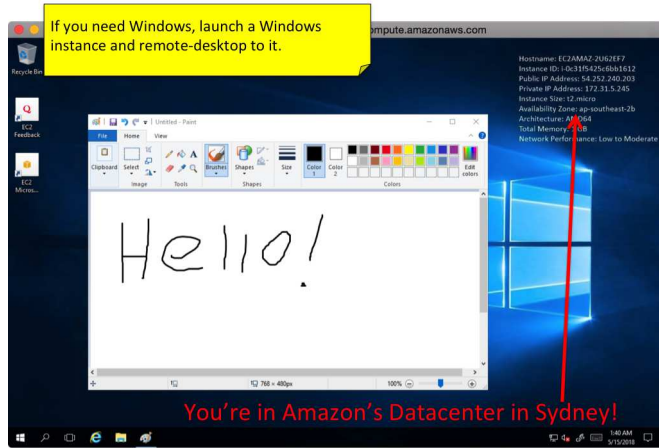 If you need Windows, launch a Windows
instance and remote-desktop to it.
ompute.amazonaws.com
Recycle Bin
EC2
Feedback
EC2
Micros...
Hostname: EC2AMAZ-2U62EF7
Instance ID: i-0c31f5425c6bb1612
Public IP Address: 54.252.240.203
Private IP Address: 172.31.5.245
Instance Size: t2.micro
Availability Zone: ap-southeast-2b
Architecture: AMD64
Total Memory: GB
Network Performance: Low to Moderate
Untitled - Paint
File Home View
Clipboard
Select
Image
A
Tools
Brushes
Shapes
Shapes
Size
Color
1
Color
2
Colors
Edit
colors
Hello!
768 × 480px
100%
You're in Amazon's Datacenter in Sydney!
1:40 AM
5/15/2018